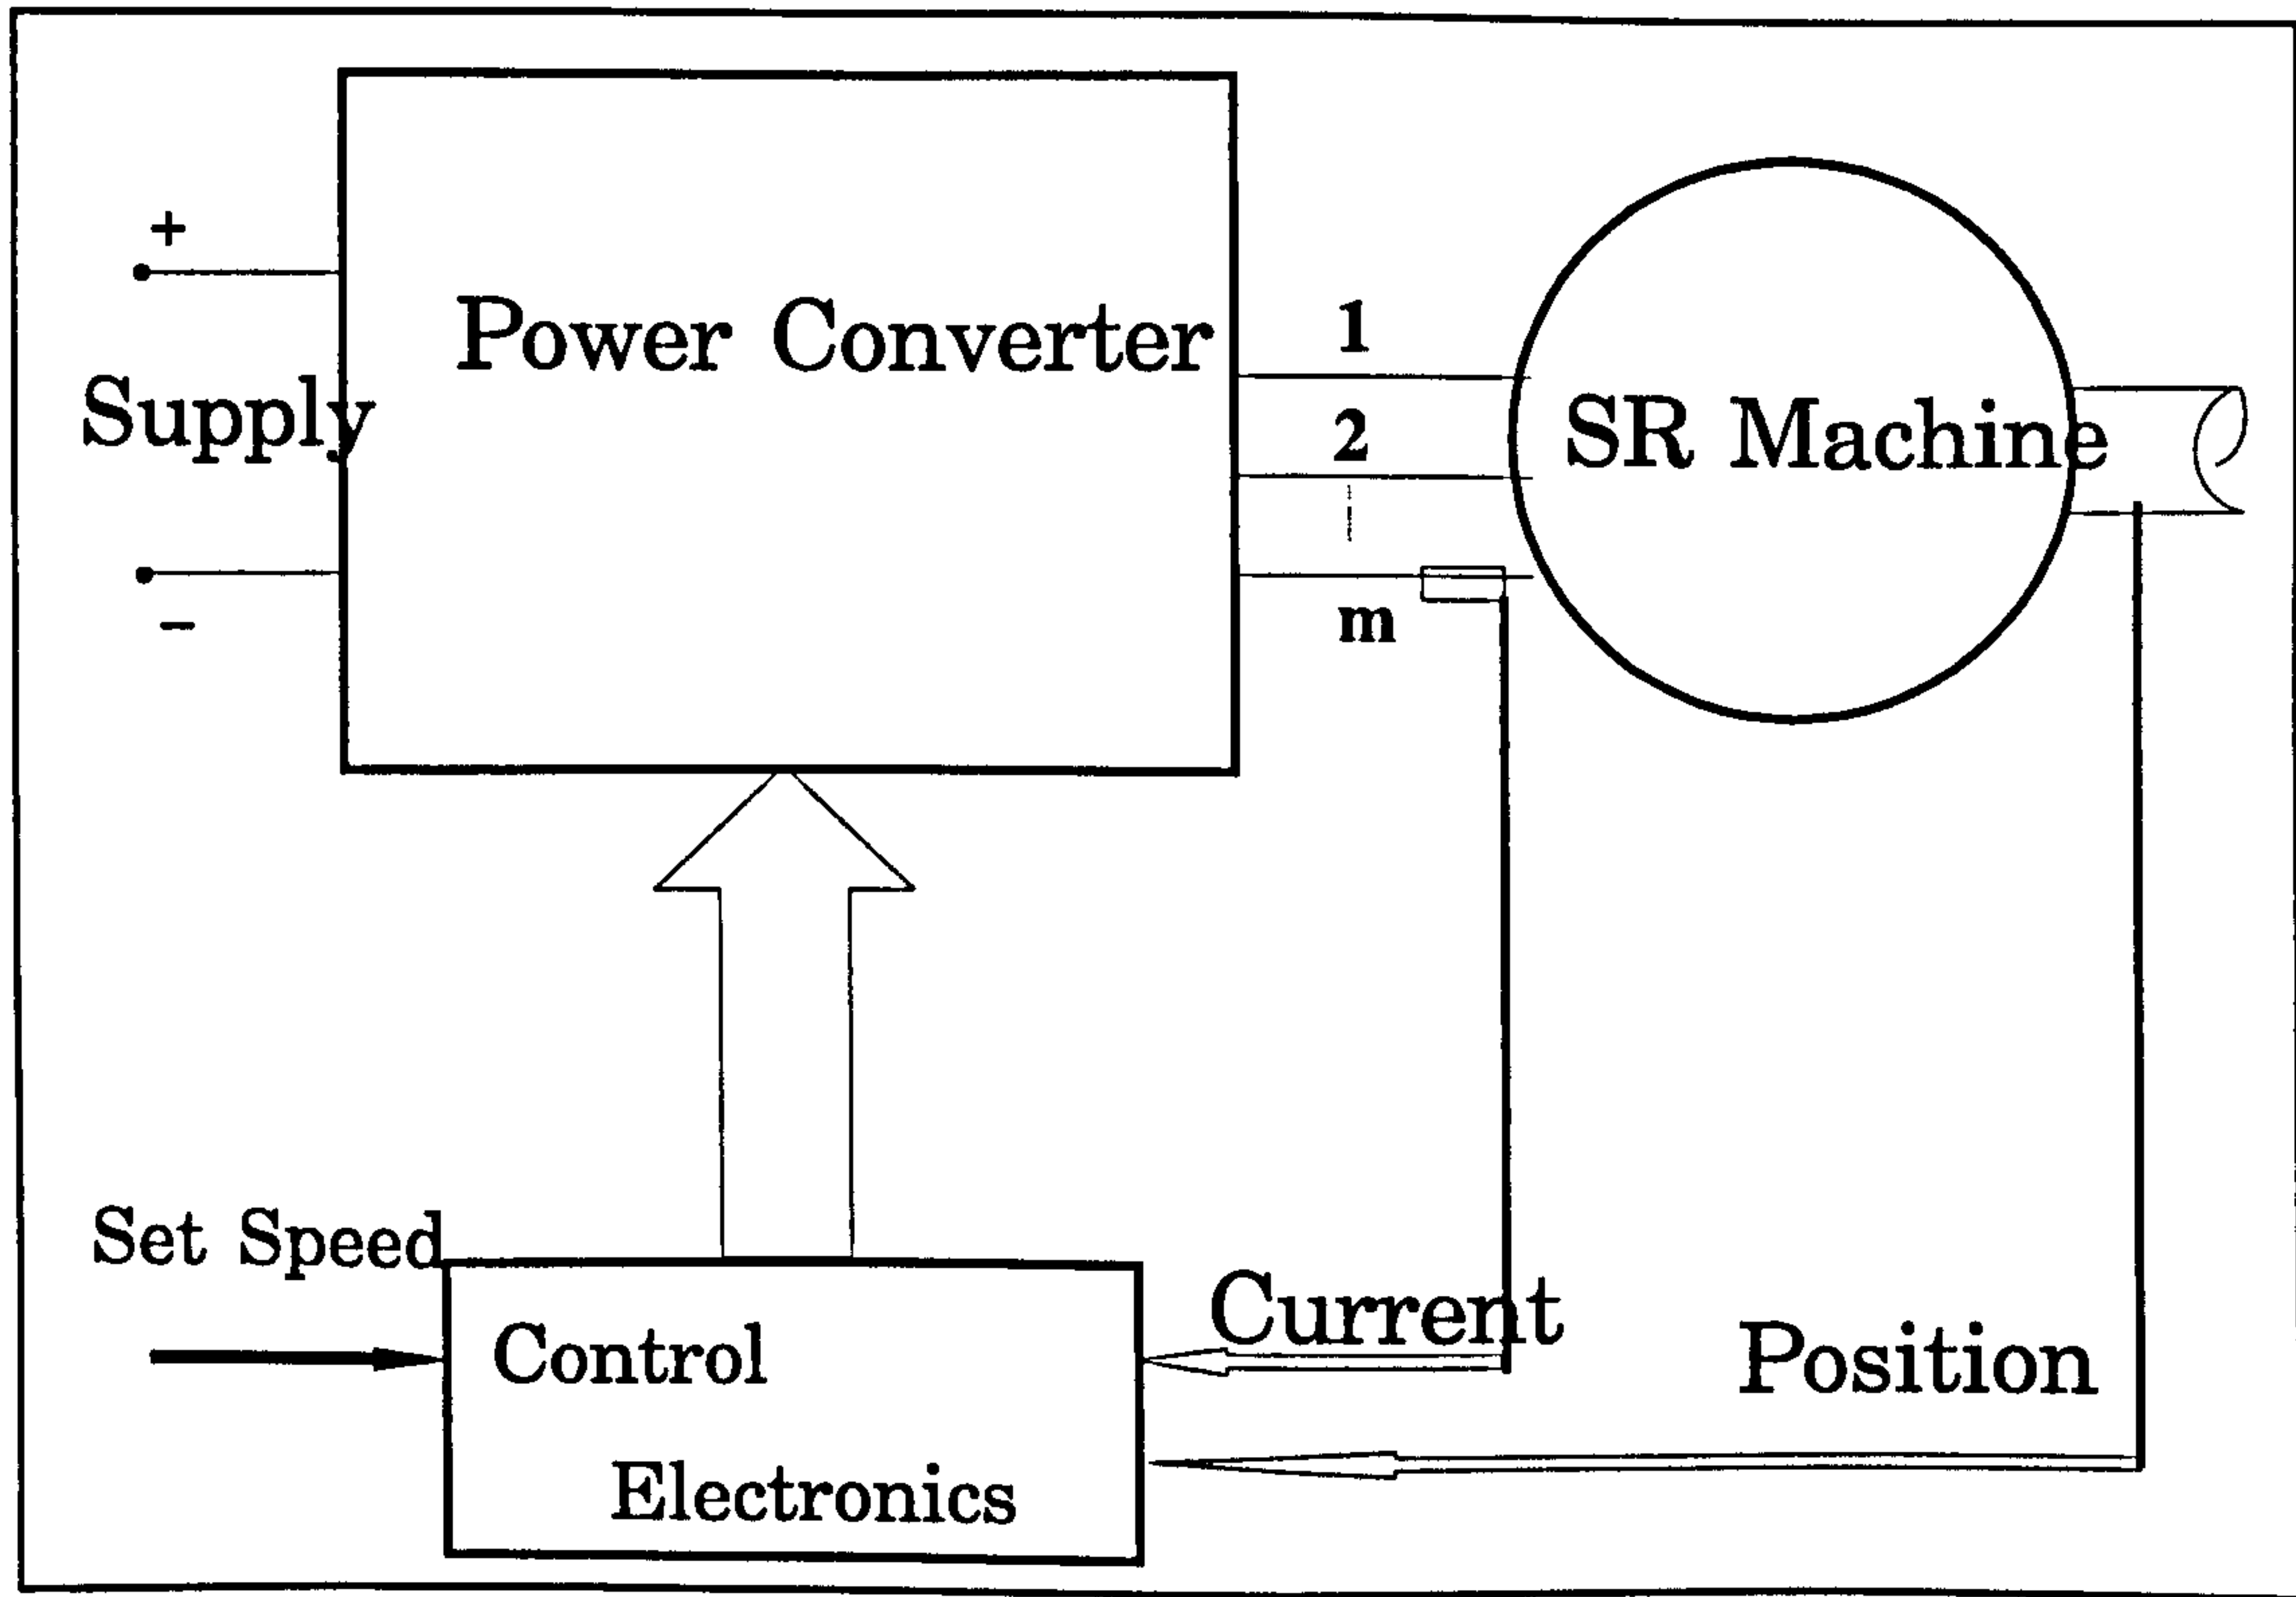 +
Power Converter
1
Supply
2
SR Machine
m
−
Set Speed
Current
Control
Position
Electronics